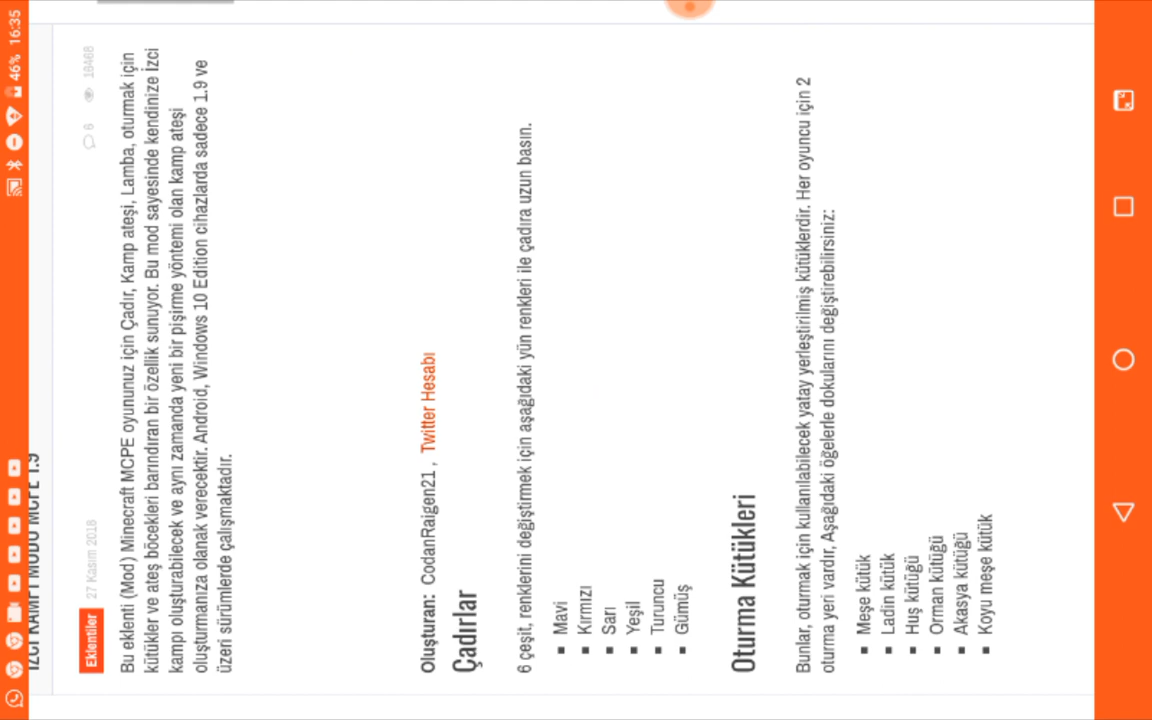 46% 16:35
İZCİ KAMPI MODU MCPE 1.9
Eklentiler 27 Kasım 2018 6 18468
Bu eklenti (Mod) Minecraft MCPE oyununuz için Çadır, Kamp ateşi, Lamba, oturmak için
kütükler ve ateş böcekleri barındıran bir özellik sunuyor. Bu mod sayesinde kendinize İzci
kampı oluşturabilecek ve aynı zamanda yeni bir pişirme yöntemi olan kamp ateşi
oluşturmanıza olanak verecektir. Android, Windows 10 Edition cihazlarda sadece 1.9 ve
üzeri sürümlerde çalışmaktadır.
Oluşturan: CodanRaigen21 , Twitter Hesabı
Çadırlar
6 çeşit, renklerini değiştirmek için aşağıdaki yün renkleri ile çadıra uzun basın.
Mavi
Kırmızı
Sarı
Yeşil
Turuncu
Gümüş
Oturma Kütükleri
Bunlar, oturmak için kullanılabilecek yatay yerleştirilmiş kütüklerdir. Her oyuncu için 2
oturma yeri vardır, Aşağıdaki öğelerle dokularını değiştirebilirsiniz:
Meşe kütük
Ladin kütük
Huş kütüğü
Orman kütüğü
Akasya kütüğü
Koyu meşe kütük